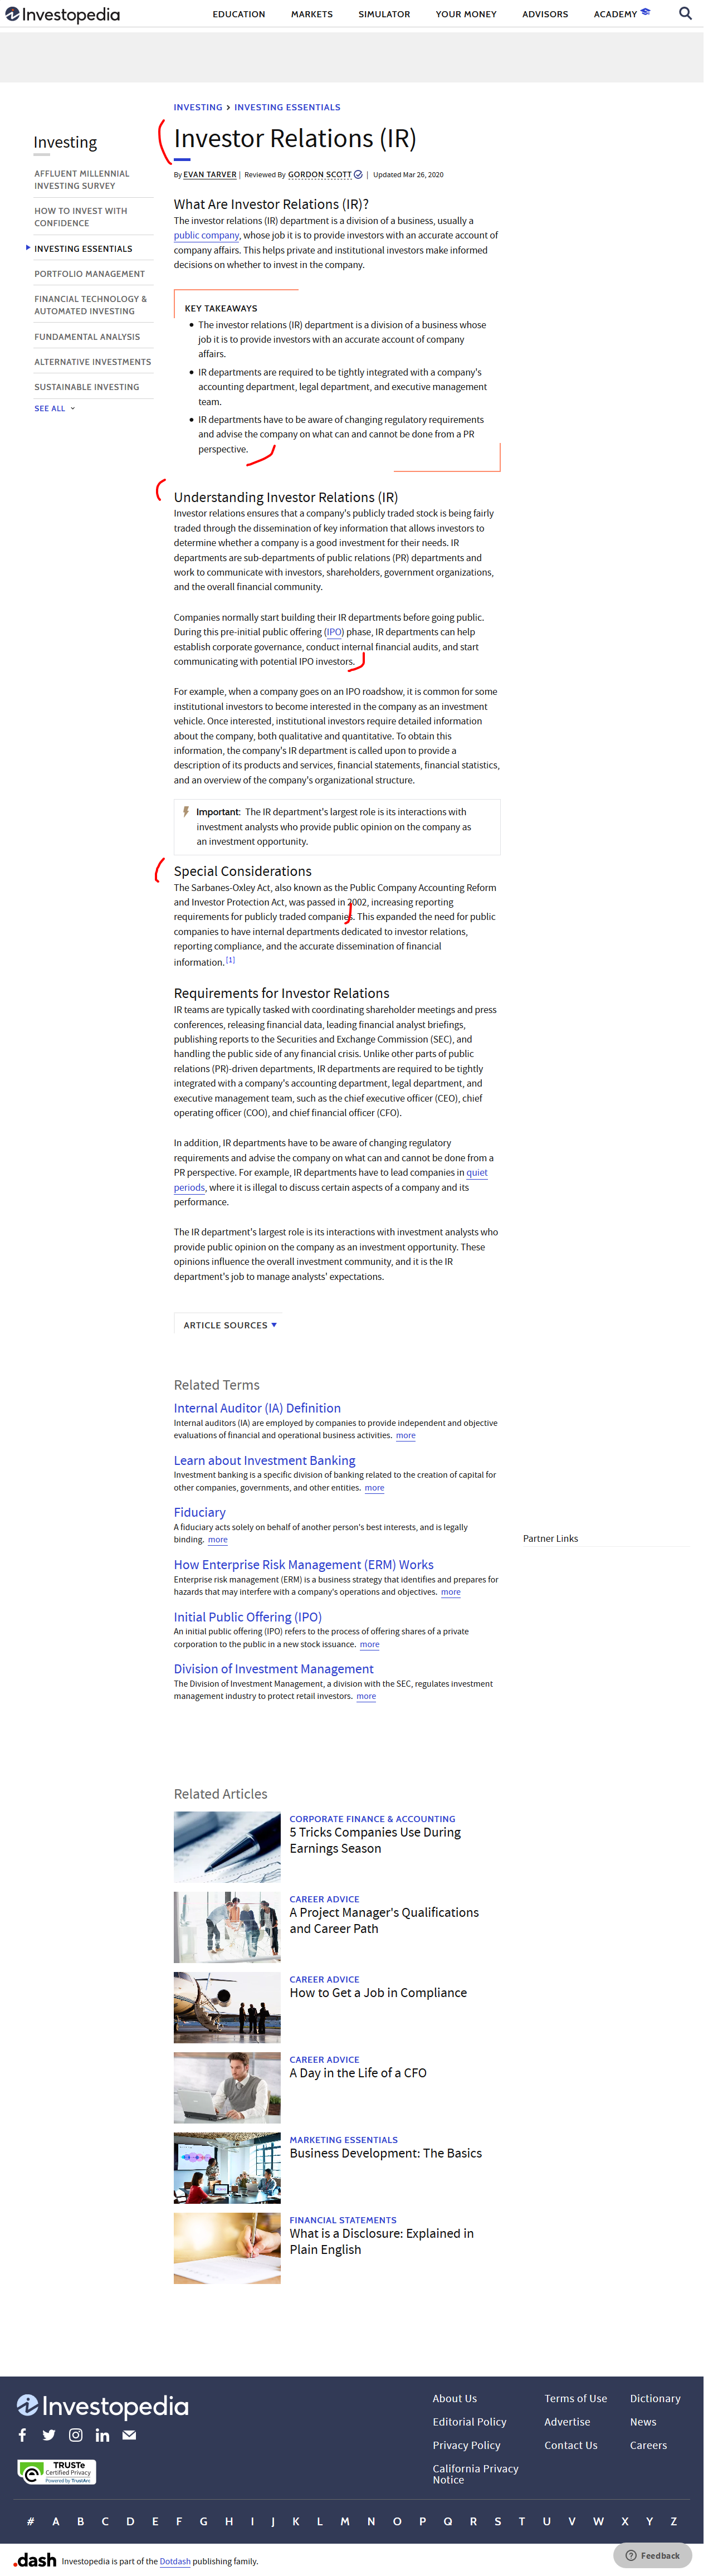 Investopedia
EDUCATION MARKETS SIMULATOR YOUR MONEY ADVISORS ACADEMY
INVESTING > INVESTING ESSENTIALS
Investing
AFFLUENT MILLENNIAL
INVESTING SURVEY
HOW TO INVEST WITH
CONFIDENCE
INVESTING ESSENTIALS
PORTFOLIO MANAGEMENT
FINANCIAL TECHNOLOGY &
AUTOMATED INVESTING
FUNDAMENTAL ANALYSIS
ALTERNATIVE INVESTMENTS
SUSTAINABLE INVESTING
SEE ALL
Investor Relations (IR)
By EVAN TARVER | Reviewed By GORDON SCOTT | Updated Mar 26, 2020
What Are Investor Relations (IR)?
The investor relations (IR) department is a division of a business, usually a
public company, whose job it is to provide investors with an accurate account of
company affairs. This helps private and institutional investors make informed
decisions on whether to invest in the company.
KEY TAKEAWAYS
• The investor relations (IR) department is a division of a business whose
job it is to provide investors with an accurate account of company
affairs.
• IR departments are required to be tightly integrated with a company's
accounting department, legal department, and executive management
team.
• IR departments have to be aware of changing regulatory requirements
and advise the company on what can and cannot be done from a PR
perspective.
Understanding Investor Relations (IR)
Investor relations ensures that a company's publicly traded stock is being fairly
traded through the dissemination of key information that allows investors to
determine whether a company is a good investment for their needs. IR
departments are sub-departments of public relations (PR) departments and
work to communicate with investors, shareholders, government organizations,
and the overall financial community.
Companies normally start building their IR departments before going public.
During this pre-initial public offering (IPO) phase, IR departments can help
establish corporate governance, conduct internal financial audits, and start
communicating with potential IPO investors.
For example, when a company goes on an IPO roadshow, it is common for some
institutional investors to become interested in the company as an investment
vehicle. Once interested, institutional investors require detailed information
about the company, both qualitative and quantitative. To obtain this
information, the company's IR department is called upon to provide a
description of its products and services, financial statements, financial statistics,
and an overview of the company's organizational structure.
Important: The IR department's largest role is its interactions with
investment analysts who provide public opinion on the company as
an investment opportunity.
Special Considerations
The Sarbanes-Oxley Act, also known as the Public Company Accounting Reform
and Investor Protection Act, was passed in 2002, increasing reporting
requirements for publicly traded companies. This expanded the need for public
companies to have internal departments dedicated to investor relations,
reporting compliance, and the accurate dissemination of financial
information. [1]
Requirements for Investor Relations
IR teams are typically tasked with coordinating shareholder meetings and press
conferences, releasing financial data, leading financial analyst briefings,
publishing reports to the Securities and Exchange Commission (SEC), and
handling the public side of any financial crisis. Unlike other parts of public
relations (PR)-driven departments, IR departments are required to be tightly
integrated with a company's accounting department, legal department, and
executive management team, such as the chief executive officer (CEO), chief
operating officer (COO), and chief financial officer (CFO).
In addition, IR departments have to be aware of changing regulatory
requirements and advise the company on what can and cannot be done from a
PR perspective. For example, IR departments have to lead companies in quiet
periods, where it is illegal to discuss certain aspects of a company and its
performance.
The IR department's largest role is its interactions with investment analysts who
provide public opinion on the company as an investment opportunity. These
opinions influence the overall investment community, and it is the IR
department's job to manage analysts' expectations.
ARTICLE SOURCES
Related Terms
Internal Auditor (IA) Definition
Internal auditors (IA) are employed by companies to provide independent and objective
evaluations of financial and operational business activities. more
Learn about Investment Banking
Investment banking is a specific division of banking related to the creation of capital for
other companies, governments, and other entities. more
Fiduciary
A fiduciary acts solely on behalf of another person's best interests, and is legally
binding. more
Partner Links
How Enterprise Risk Management (ERM) Works
Enterprise risk management (ERM) is a business strategy that identifies and prepares for
hazards that may interfere with a company's operations and objectives. more
Initial Public Offering (IPO)
An initial public offering (IPO) refers to the process of offering shares of a private
corporation to the public in a new stock issuance. more
Division of Investment Management
The Division of Investment Management, a division with the SEC, regulates investment
management industry to protect retail investors. more
Related Articles
CORPORATE FINANCE & ACCOUNTING
5 Tricks Companies Use During
Earnings Season
CAREER ADVICE
A Project Manager's Qualifications
and Career Path
CAREER ADVICE
How to Get a Job in Compliance
CAREER ADVICE
A Day in the Life of a CFO
MARKETING ESSENTIALS
Business Development: The Basics
FINANCIAL STATEMENTS
What is a Disclosure: Explained in
Plain English
Investopedia
About Us Terms of Use Dictionary
Editorial Policy Advertise News
Privacy Policy Contact Us Careers
California Privacy
Notice
TRUSTe
Certified Privacy
Powered by TrustArc
# A B C D E F G H I J K L M N O P Q R S T U V W X Y Z
.dash Investopedia is part of the Dotdash publishing family.
Feedback